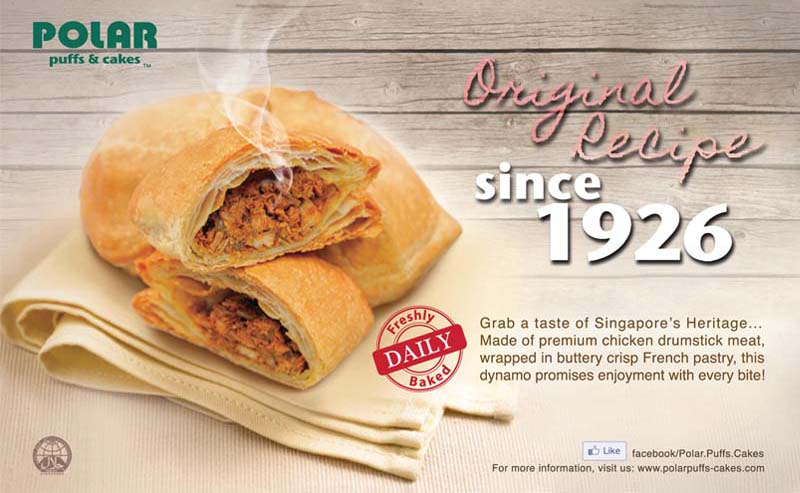 POLAR
puffs & cakes™
Original
Recipe
since
1926
Freshly
DAILY
Baked
Grab a taste of Singapore's Heritage...
Made of premium chicken drumstick meat,
wrapped in buttery crisp French pastry, this
dynamo promises enjoyment with every bite!
Like
facebook/Polar.Puffs.Cakes
For more information, visit us: www.polarpuffs-cakes.com